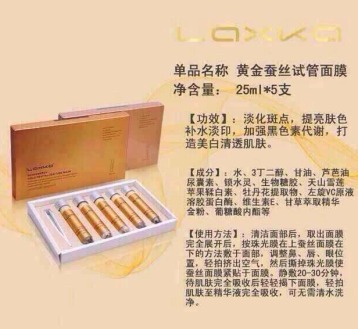 LAXKA
单品名称 黄金蚕丝试管面膜
净含量: 25ml*5支
【功效】:淡化斑点,提亮肤色
补水淡印,加强黑色素代谢,打
造美白清透肌肤。
【成分】:水、3丁二醇、甘油、芦芭油
尿囊素、锁水灵、生物糖胶、天山雪莲
苹果鞣花素、牡丹花提取物、左旋VC原液
溶胶蛋白酶、维生素E、甘草萃取精华
金粉、葡糖酸内酯等
【使用方法】:清洁面部后,取出面膜
完全展开后,按珠光膜在上蚕丝面膜在
下的方法敷于面部,调整鼻、唇、眼
位置,轻拍挤出空气,然后撕掉珠光膜使
蚕丝面膜紧贴于面膜。静敷20-30分钟,
待肌肤完全吸收后轻轻揭下面膜,轻拍
肌肤至精华液完全吸收,可无需清水洗
净。